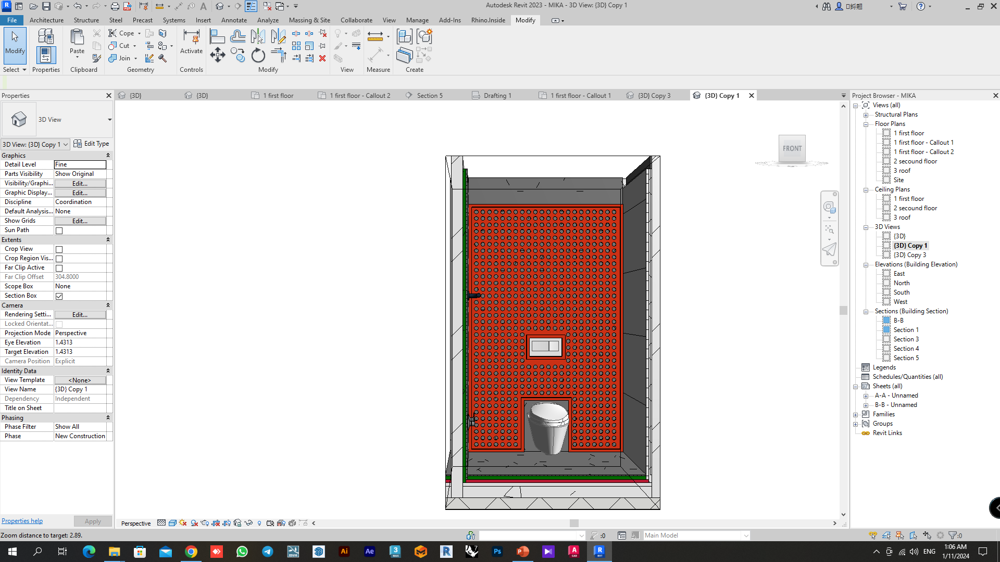 Autodesk Revit 2023 - MIKA - 3D View: {3D} Copy 1
File Architecture Structure Steel Precast Systems Insert Annotate Analyze Massing & Site Collaborate View Manage Add-Ins Rhino.Inside Modify
Modify
Paste
Cope
Cut
Join
Activate
Select Properties Clipboard Geometry Controls Modify View Measure Create
Properties
{3D} {3D} 1 first floor 1 first floor - Callout 2 Section 5 Drafting 1 1 first floor - Callout 1 {3D} Copy 3 {3D} Copy 1
3D View
3D View: {3D} Copy 1 Edit Type
Graphics
Detail Level Fine
Parts Visibility Show Original
Visibility/Graphi... Edit...
Graphic Display... Edit...
Discipline Coordination
Default Analysis... None
Show Grids Edit...
Sun Path
Extents
Crop View
Crop Region Vis...
Far Clip Active
Far Clip Offset 304.8000
Scope Box None
Section Box
Camera
Rendering Setti... Edit...
Locked Orientat...
Projection Mode Perspective
Eye Elevation 1.4313
Target Elevation 1.4313
Camera Position Explicit
Identity Data
View Template <None>
View Name {3D} Copy 1
Dependency Independent
Title on Sheet
Phasing
Phase Filter Show All
Phase New Construction
Properties help Apply
FRONT
Project Browser - MIKA
Views (all)
Structural Plans
Floor Plans
1 first floor
1 first floor - Callout 1
1 first floor - Callout 2
2 secound floor
3 roof
Site
Ceiling Plans
1 first floor
2 secound floor
3 roof
3D Views
{3D}
{3D} Copy 1
{3D} Copy 3
Elevations (Building Elevation)
East
North
South
West
Sections (Building Section)
B-B
Section 1
Section 3
Section 4
Section 5
Legends
Schedules/Quantities (all)
Sheets (all)
A-A - Unnamed
B-B - Unnamed
Families
Groups
Revit Links
Perspective
Zoom distance to target: 2.89. :0 Main Model :0
ENG
1:06 AM
1/11/2024